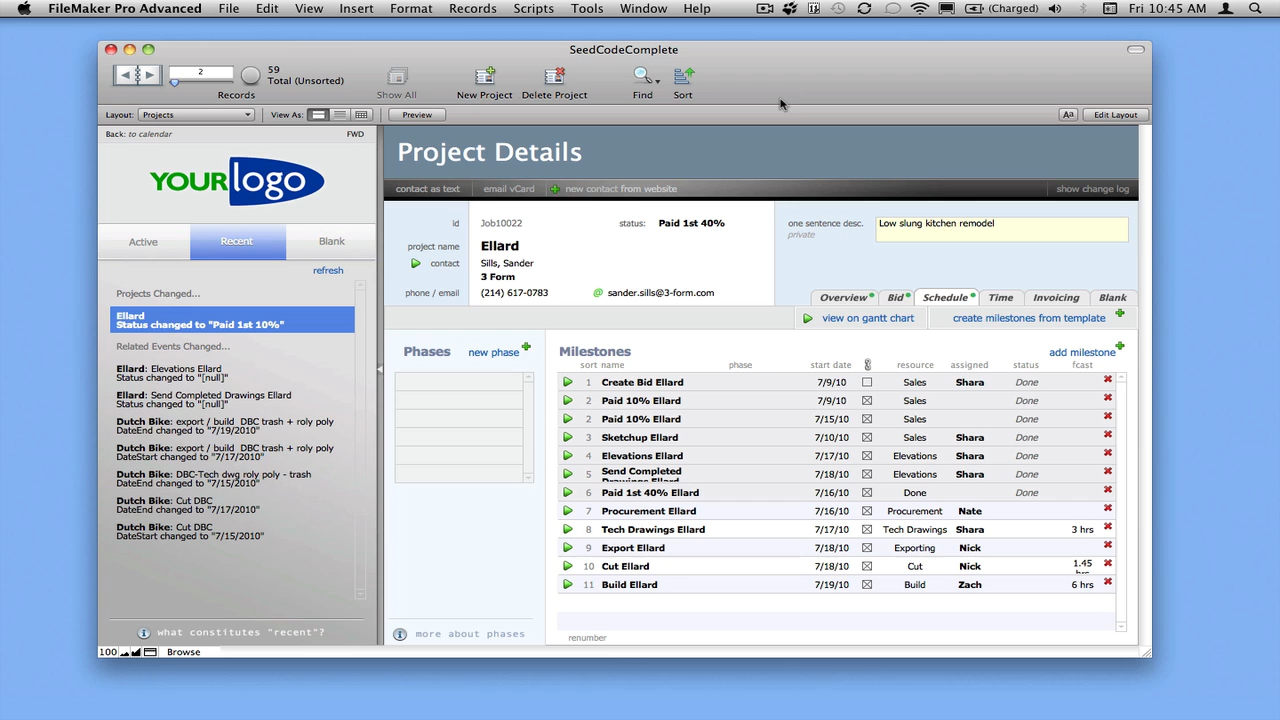 FileMaker Pro Advanced File Edit View Insert Format Records Scripts Tools Window Help (Charged) Fri 10:45 AM
SeedCodeComplete
2
59
Total (Unsorted)
Records
Show All
New Project
Delete Project
Find
Sort
Layout: Projects View As: Preview Aa Edit Layout
Back: to calendar FWD
YOURlogo
Active Recent Blank
refresh
Projects Changed...
Ellard
Status changed to "Paid 1st 10%"
Related Events Changed...
Ellard: Elevations Ellard
Status changed to "[null]"
Ellard: Send Completed Drawings Ellard
Status changed to "[null]"
Dutch Bike: export / build DBC trash + roly poly
DateEnd changed to "7/19/2010"
Dutch Bike: export / build DBC trash + roly poly
DateStart changed to "7/17/2010"
Dutch Bike: DBC-Tech dwg roly poly - trash
DateEnd changed to "7/15/2010"
Dutch Bike: Cut DBC
DateEnd changed to "7/17/2010"
Dutch Bike: Cut DBC
DateStart changed to "7/15/2010"
what constitutes "recent"?
Project Details
contact as text email vCard new contact from website show change log
id Job10022 status: Paid 1st 40%
project name Ellard
contact Sills, Sander
3 Form
phone / email (214) 617-0783 @ sander.sills@3-form.com
one sentence desc. Low slung kitchen remodel
private
Overview Bid Schedule Time Invoicing Blank
view on gantt chart create milestones from template
Phases new phase
more about phases
Milestones add milestone
sort name phase start date resource assigned status fcast
1 Create Bid Ellard 7/9/10 Sales Shara Done
2 Paid 10% Ellard 7/9/10 Sales Done
2 Paid 10% Ellard 7/15/10 Sales Done
3 Sketchup Ellard 7/10/10 Sales Shara Done
4 Elevations Ellard 7/17/10 Elevations Shara Done
5 Send Completed Drawings Ellard 7/18/10 Elevations Shara Done
6 Paid 1st 40% Ellard 7/16/10 Done Done
7 Procurement Ellard 7/16/10 Procurement Nate
8 Tech Drawings Ellard 7/17/10 Tech Drawings Shara 3 hrs
9 Export Ellard 7/18/10 Exporting Nick
10 Cut Ellard 7/18/10 Cut Nick 1.45 hrs
11 Build Ellard 7/19/10 Build Zach 6 hrs
renumber
100 Browse